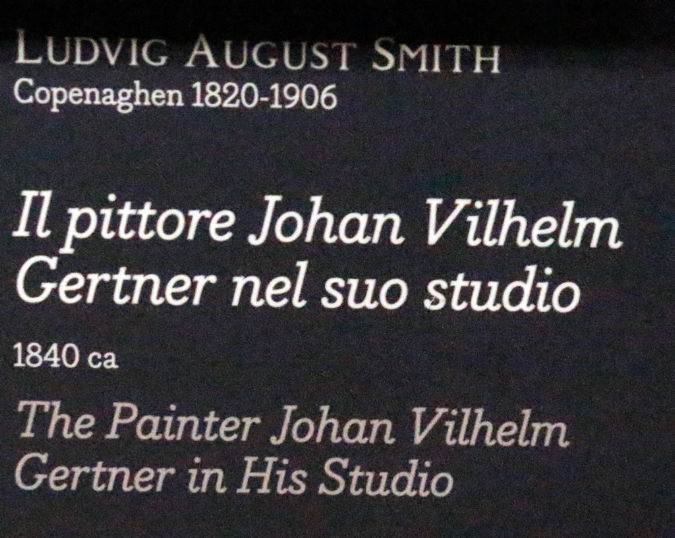 LUDVIG AUGUST SMITH
Copenaghen 1820-1906
Il pittore Johan Vilhelm
Gertner nel suo studio
1840 ca
The Painter Johan Vilhelm
Gertner in His Studio